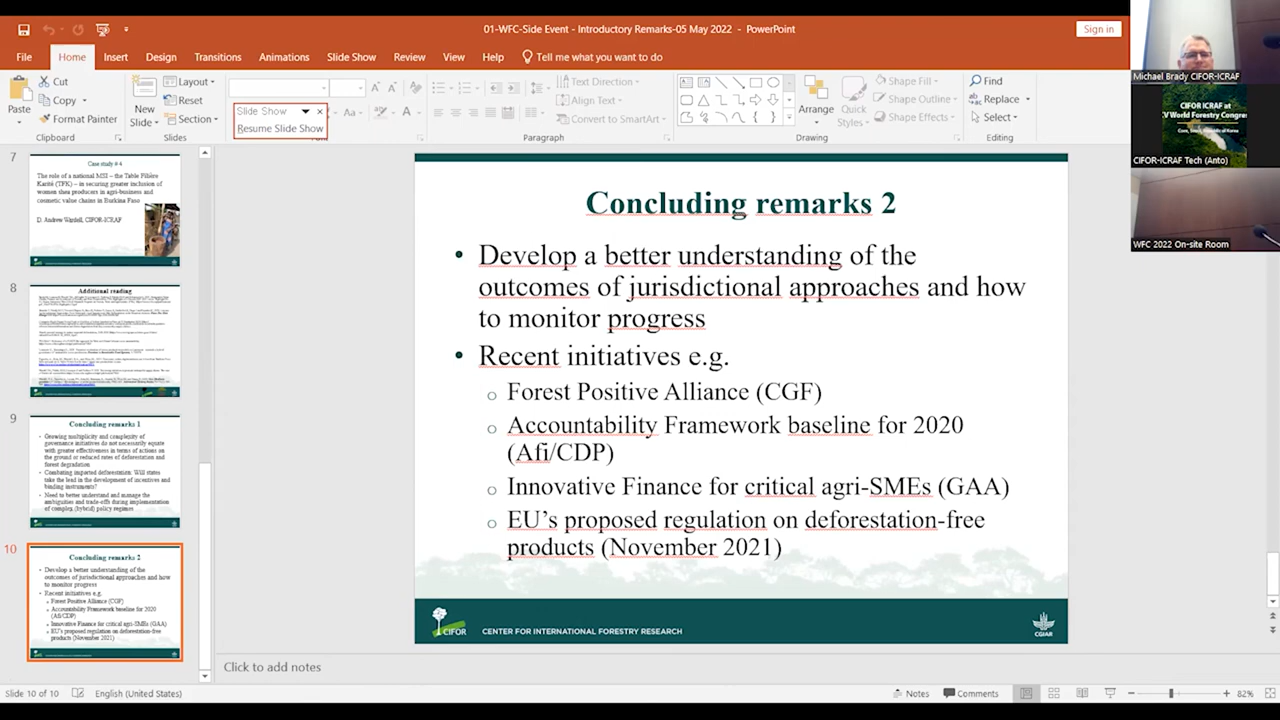 01-WFC-Side Event - Introductory Remarks-05 May 2022 - PowerPoint
Sign in
File Home Insert Design Transitions Animations Slide Show Review View Help Tell me what you want to do
Paste
Cut
Copy
Format Painter
Clipboard
New Slide
Layout
Reset
Section
Slides
Slide Show
Resume Slide Show
Aa
Text Direction
Align Text
Convert to SmartArt
Paragraph
Arrange
Quick Styles
Shape Fill
Shape Outline
Shape Effects
Drawing
Find
Replace
Select
Editing
Michael Brady CIFOR-ICRAF
CIFOR ICRAF at
V World Forestry Congres
CIFOR-ICRAF Tech (Anto)
WFC 2022 On-site Room
7
Case study # 4
The role of a national MSI – the Table Filière
Karité (TFK) – in securing greater inclusion of
women shea producers in agri-business and
cosmetic value chains in Burkina Faso
D. Andrew Wardell, CIFOR-ICRAF
8
Additional reading
9
Concluding remarks 1
• Growing multiplicity and complexity of
governance initiatives do not necessarily equate
with greater effectiveness in terms of actions on
the ground or reduced rates of deforestation and
forest degradation
• Combating imported deforestation: Will states
take the lead in the development of incentives and
binding instruments?
• Need to better understand and manage the
ambiguities and trade-offs during implementation
of complex, (hybrid) policy regimes
10
Concluding remarks 2
• Develop a better understanding of the
outcomes of jurisdictional approaches and how
to monitor progress
• Recent initiatives e.g.
Forest Positive Alliance (CGF)
Accountability Framework baseline for 2020
(Afi/CDP)
Innovative Finance for critical agri-SMEs (GAA)
EU's proposed regulation on deforestation-free
products (November 2021)
Concluding remarks 2
• Develop a better understanding of the
outcomes of jurisdictional approaches and how
to monitor progress
• Recent initiatives e.g.
o Forest Positive Alliance (CGF)
o Accountability Framework baseline for 2020
(Afi/CDP)
o Innovative Finance for critical agri-SMEs (GAA)
o EU’s proposed regulation on deforestation-free
products (November 2021)
CIFOR CENTER FOR INTERNATIONAL FORESTRY RESEARCH
CGIAR
Click to add notes
Slide 10 of 10 English (United States) Notes Comments 82%